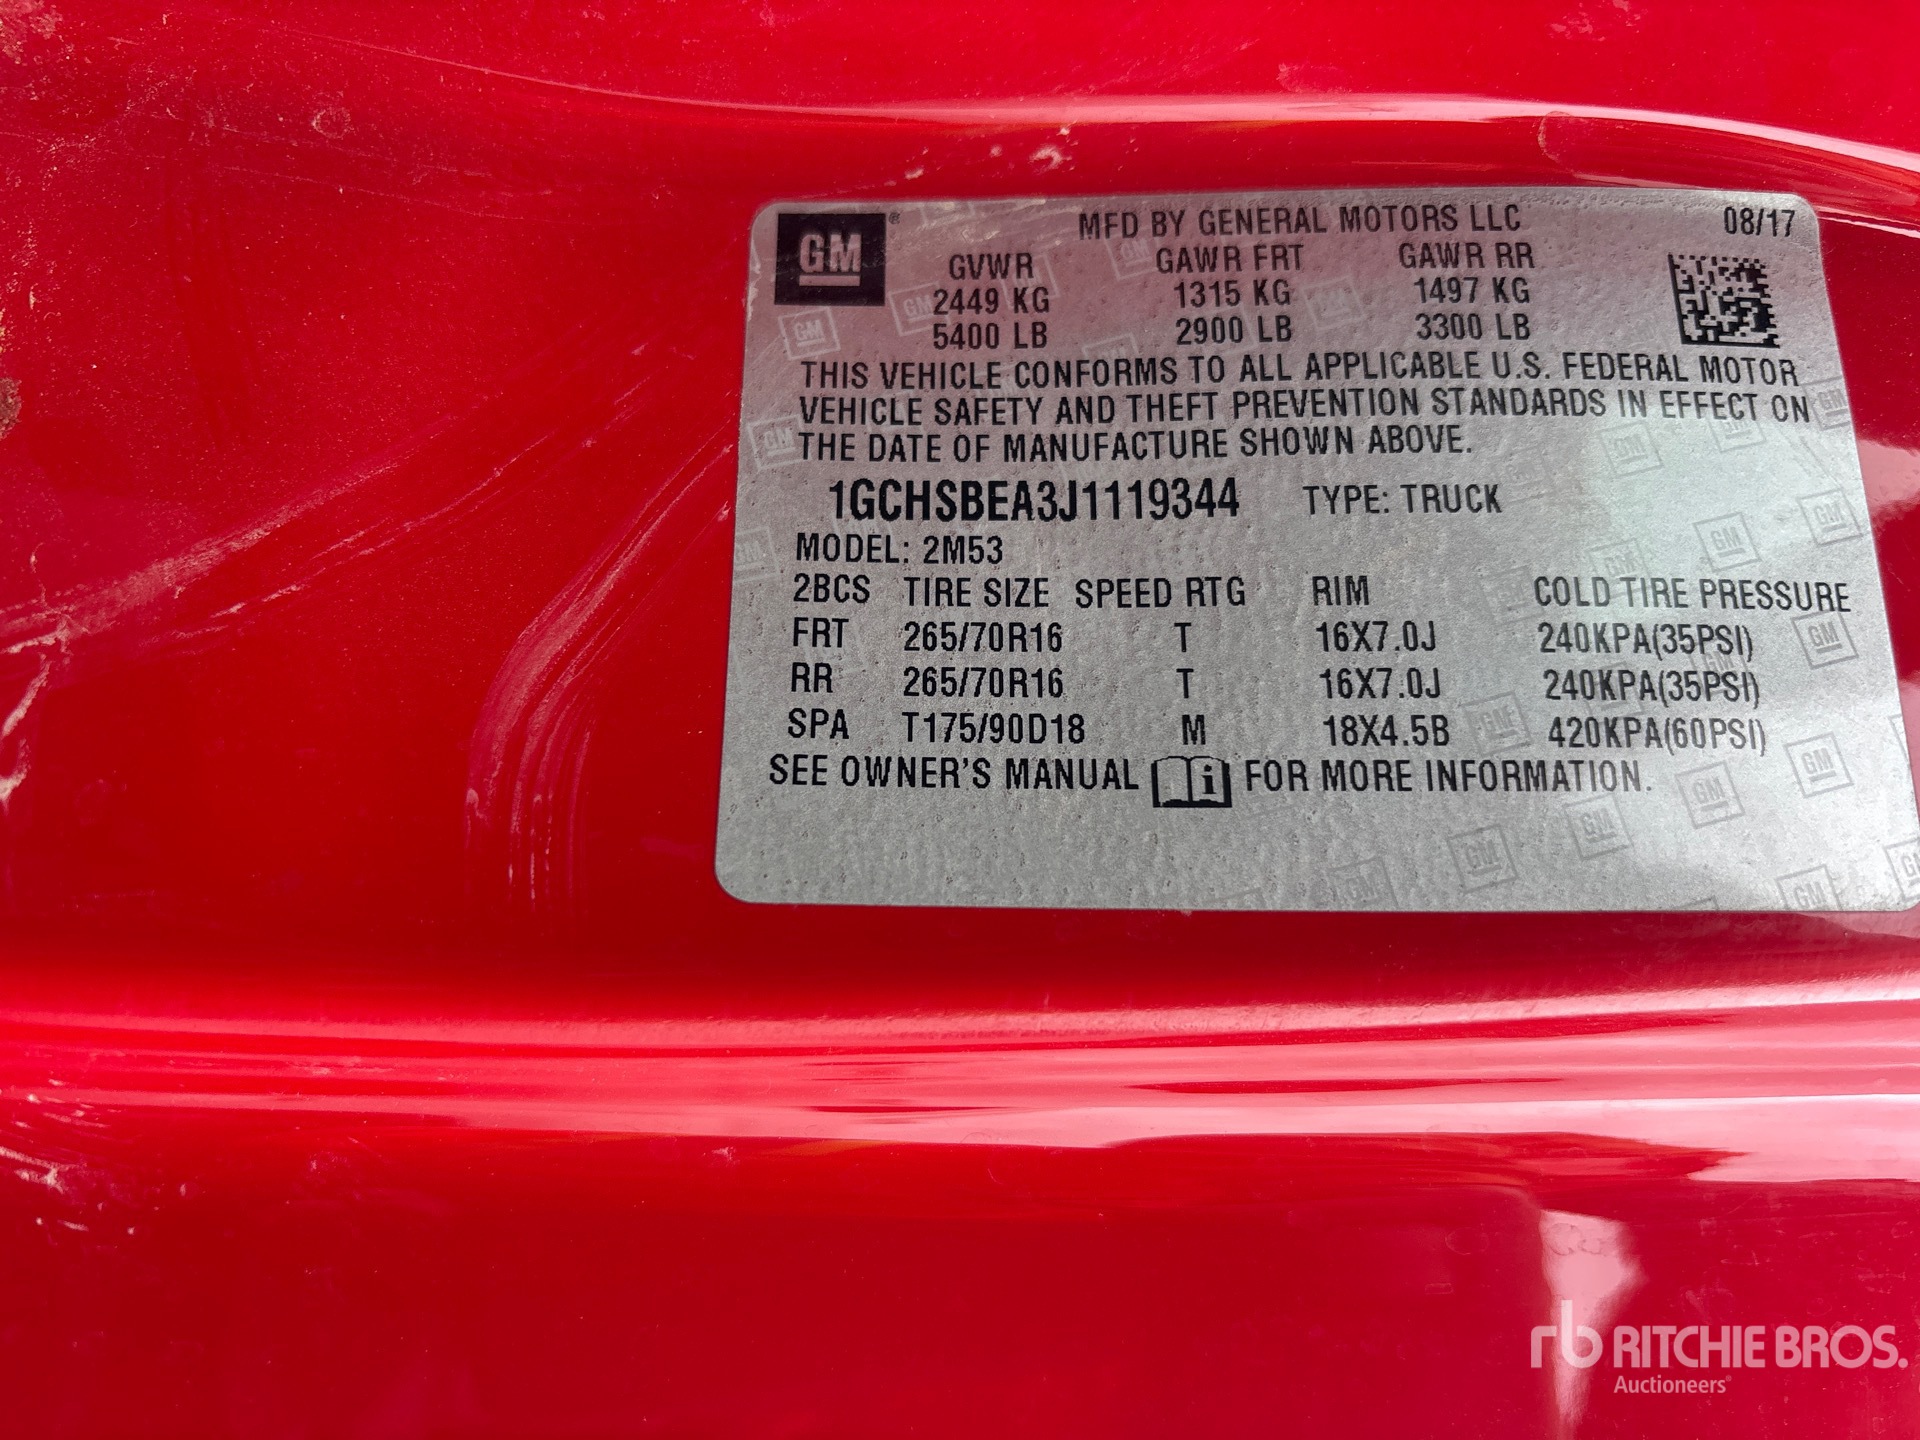 GM® MFD BY GENERAL MOTORS LLC 08/17
GVWR GAWR FRT GAWR RR
2449 KG 1315 KG 1497 KG
5400 LB 2900 LB 3300 LB
THIS VEHICLE CONFORMS TO ALL APPLICABLE U.S. FEDERAL MOTOR
VEHICLE SAFETY AND THEFT PREVENTION STANDARDS IN EFFECT ON
THE DATE OF MANUFACTURE SHOWN ABOVE.
1GCHSBEA3J1119344 TYPE: TRUCK
MODEL: 2M53
2BCS TIRE SIZE SPEED RTG RIM COLD TIRE PRESSURE
FRT 265/70R16 T 16X7.0J 240KPA(35PSI)
RR 265/70R16 T 16X7.0J 240KPA(35PSI)
SPA T175/90D18 M 18X4.5B 420KPA(60PSI)
SEE OWNER'S MANUAL i FOR MORE INFORMATION.
rb RITCHIE BROS.
Auctioneers®